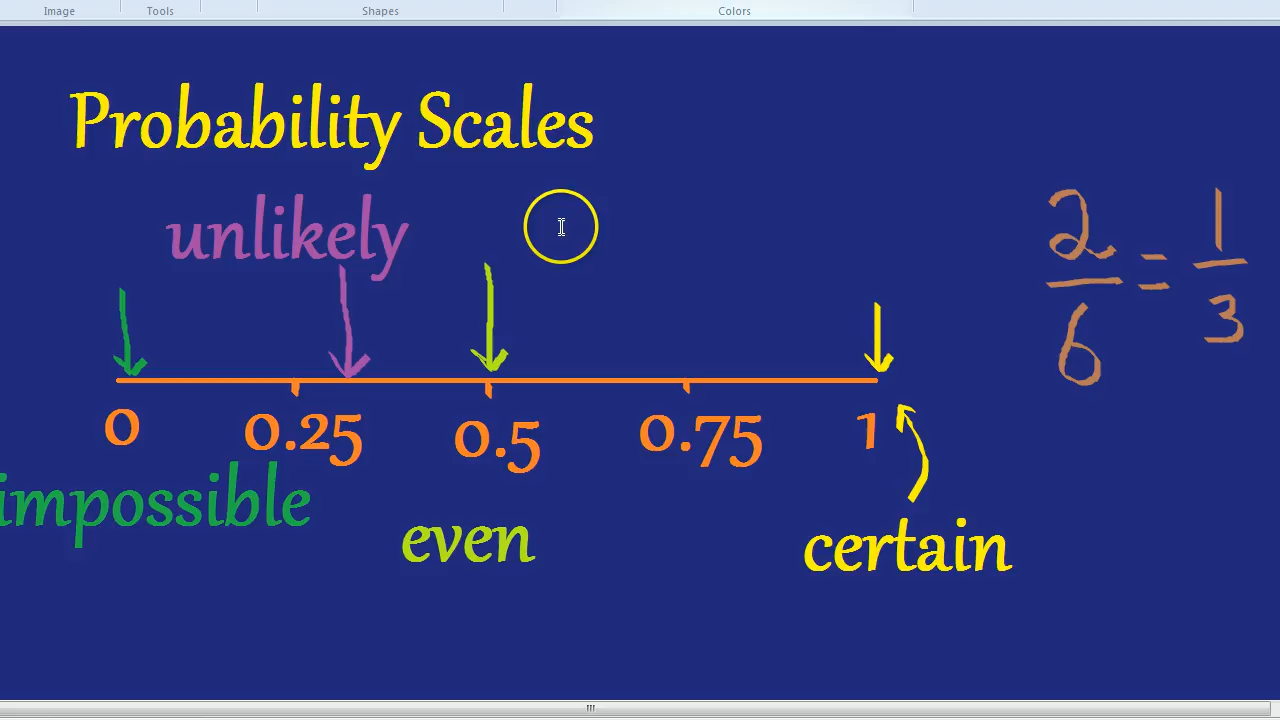 Image Tools Shapes Colors
Probability Scales
unlikely
2/6 = 1/3
0 0.25 0.5 0.75 1
impossible
even
certain